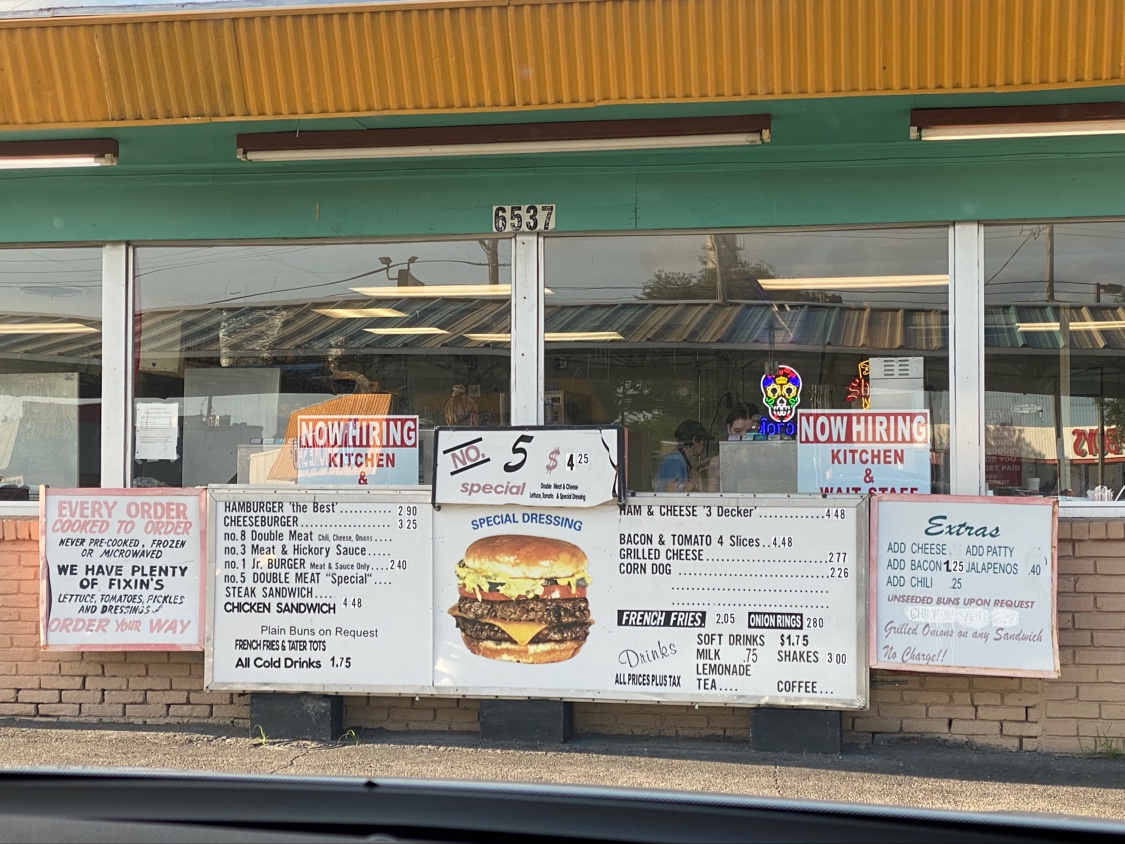 6537
NOW HIRING
KITCHEN
&
NOW HIRING
KITCHEN
&
WAIT STAFF
EVERY ORDER
COOKED TO ORDER
NEVER PRE-COOKED, FROZEN
OR MICROWAVED
WE HAVE PLENTY
OF FIXIN'S
LETTUCE, TOMATOES, PICKLES
AND DRESSINGS
ORDER YOUR WAY
HAMBURGER 'the Best' 2 90
CHEESEBURGER 3 25
no. 8 Double Meat Chili, Cheese, Onions
no. 3 Meat & Hickory Sauce
no. 1 Jr. BURGER Meat & Sauce Only 2 40
no. 5 DOUBLE MEAT "Special"
STEAK SANDWICH
CHICKEN SANDWICH 4 48
Plain Buns on Request
FRENCH FRIES & TATER TOTS
All Cold Drinks 1.75
NO. 5 $4 25
special
Double Meat & Cheese
Lettuce, Tomato & Special Dressing
SPECIAL DRESSING
HAM & CHEESE '3 Decker' 4 48
BACON & TOMATO 4 Slices 4.48
GRILLED CHEESE 2 77
CORN DOG 2 26
FRENCH FRIES. 2.05 ONION RINGS 2 80
Drinks
ALL PRICES PLUS TAX
SOFT DRINKS $1.75
MILK .75 SHAKES 3 00
LEMONADE
TEA.... COFFEE...
Extras
ADD CHEESE ADD PATTY
ADD BACON 1.25 JALAPENOS .40
ADD CHILI .25
UNSEEDED BUNS UPON REQUEST
Grilled Onions on any Sandwich
No Charge!!